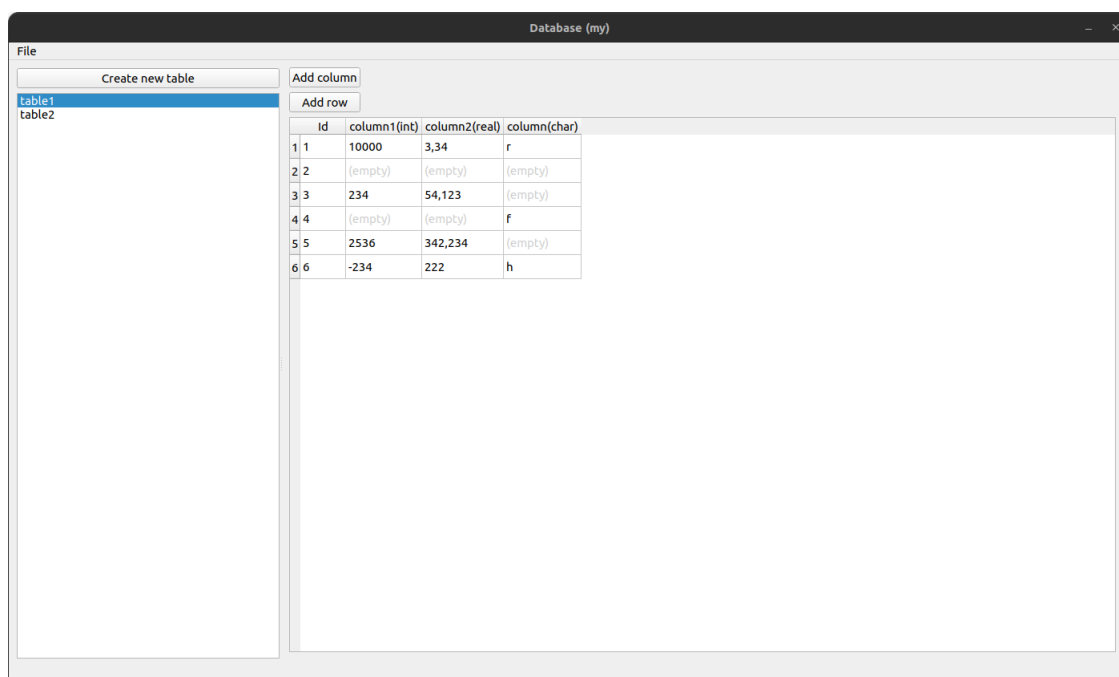 Database (my)
File
Create new table
table1
table2
Add column
Add row
Id column1(int) column2(real) column(char)
1 1 10000 3,34 r
2 2 (empty) (empty) (empty)
3 3 234 54,123 (empty)
4 4 (empty) (empty) f
5 5 2536 342,234 (empty)
6 6 -234 222 h